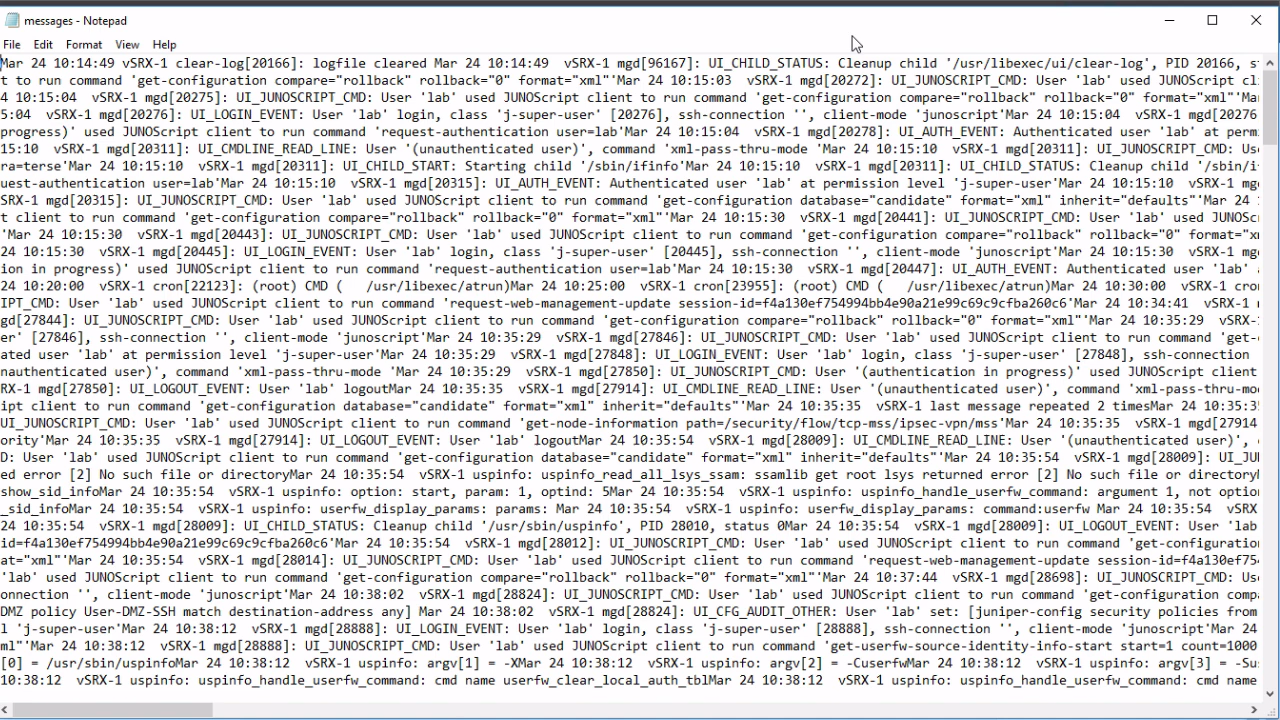 messages - Notepad
File Edit Format View Help
Mar 24 10:14:49  vSRX-1 clear-log[20166]: logfile cleared Mar 24 10:14:49  vSRX-1 mgd[96167]: UI_CHILD_STATUS: Cleanup child '/usr/libexec/ui/clear-log', PID 20166, st
t to run command 'get-configuration compare="rollback" rollback="0" format="xml"'Mar 24 10:15:03  vSRX-1 mgd[20272]: UI_JUNOSCRIPT_CMD: User 'lab' used JUNOScript cl
4 10:15:04  vSRX-1 mgd[20275]: UI_JUNOSCRIPT_CMD: User 'lab' used JUNOScript client to run command 'get-configuration compare="rollback" rollback="0" format="xml"'Ma
5:04  vSRX-1 mgd[20276]: UI_LOGIN_EVENT: User 'lab' login, class 'j-super-user' [20276], ssh-connection '', client-mode 'junoscript'Mar 24 10:15:04  vSRX-1 mgd[20276
progress)' used JUNOScript client to run command 'request-authentication user=lab'Mar 24 10:15:04  vSRX-1 mgd[20278]: UI_AUTH_EVENT: Authenticated user 'lab' at perm
15:10  vSRX-1 mgd[20311]: UI_CMDLINE_READ_LINE: User '(unauthenticated user)', command 'xml-pass-thru-mode 'Mar 24 10:15:10  vSRX-1 mgd[20311]: UI_JUNOSCRIPT_CMD: Us
ra=terse'Mar 24 10:15:10  vSRX-1 mgd[20311]: UI_CHILD_START: Starting child '/sbin/ifinfo'Mar 24 10:15:10  vSRX-1 mgd[20311]: UI_CHILD_STATUS: Cleanup child '/sbin/i
uest-authentication user=lab'Mar 24 10:15:10  vSRX-1 mgd[20315]: UI_AUTH_EVENT: Authenticated user 'lab' at permission level 'j-super-user'Mar 24 10:15:10  vSRX-1 mg
SRX-1 mgd[20315]: UI_JUNOSCRIPT_CMD: User 'lab' used JUNOScript client to run command 'get-configuration database="candidate" format="xml" inherit="defaults"'Mar 24
t client to run command 'get-configuration compare="rollback" rollback="0" format="xml"'Mar 24 10:15:30  vSRX-1 mgd[20441]: UI_JUNOSCRIPT_CMD: User 'lab' used JUNOSc
'Mar 24 10:15:30  vSRX-1 mgd[20443]: UI_JUNOSCRIPT_CMD: User 'lab' used JUNOScript client to run command 'get-configuration compare="rollback" rollback="0" format="x
24 10:15:30  vSRX-1 mgd[20445]: UI_LOGIN_EVENT: User 'lab' login, class 'j-super-user' [20445], ssh-connection '', client-mode 'junoscript'Mar 24 10:15:30  vSRX-1 mg
ion in progress)' used JUNOScript client to run command 'request-authentication user=lab'Mar 24 10:15:30  vSRX-1 mgd[20447]: UI_AUTH_EVENT: Authenticated user 'lab'
24 10:20:00  vSRX-1 cron[22123]: (root) CMD (   /usr/libexec/atrun)Mar 24 10:25:00  vSRX-1 cron[23955]: (root) CMD (   /usr/libexec/atrun)Mar 24 10:30:00  vSRX-1 cro
IPT_CMD: User 'lab' used JUNOScript client to run command 'request-web-management-update session-id=f4a130ef754994bb4e90a21e99c69c9cfba260c6'Mar 24 10:34:41  vSRX-1
gd[27844]: UI_JUNOSCRIPT_CMD: User 'lab' used JUNOScript client to run command 'get-configuration compare="rollback" rollback="0" format="xml"'Mar 24 10:35:29  vSRX-
er' [27846], ssh-connection '', client-mode 'junoscript'Mar 24 10:35:29  vSRX-1 mgd[27846]: UI_JUNOSCRIPT_CMD: User 'lab' used JUNOScript client to run command 'get-
ated user 'lab' at permission level 'j-super-user'Mar 24 10:35:29  vSRX-1 mgd[27848]: UI_LOGIN_EVENT: User 'lab' login, class 'j-super-user' [27848], ssh-connection
nauthenticated user)', command 'xml-pass-thru-mode 'Mar 24 10:35:29  vSRX-1 mgd[27850]: UI_JUNOSCRIPT_CMD: User '(authentication in progress)' used JUNOScript client
RX-1 mgd[27850]: UI_LOGOUT_EVENT: User 'lab' logoutMar 24 10:35:35  vSRX-1 mgd[27914]: UI_CMDLINE_READ_LINE: User '(unauthenticated user)', command 'xml-pass-thru-mo
ipt client to run command 'get-configuration database="candidate" format="xml" inherit="defaults"'Mar 24 10:35:35  vSRX-1 last message repeated 2 timesMar 24 10:35:35
UI_JUNOSCRIPT_CMD: User 'lab' used JUNOScript client to run command 'get-node-information path=/security/flow/tcp-mss/ipsec-vpn/mss'Mar 24 10:35:35  vSRX-1 mgd[27914
ority'Mar 24 10:35:35  vSRX-1 mgd[27914]: UI_LOGOUT_EVENT: User 'lab' logoutMar 24 10:35:54  vSRX-1 mgd[28009]: UI_CMDLINE_READ_LINE: User '(unauthenticated user)',
D: User 'lab' used JUNOScript client to run command 'get-configuration database="candidate" format="xml" inherit="defaults"'Mar 24 10:35:54  vSRX-1 mgd[28009]: UI_JU
ed error [2] No such file or directoryMar 24 10:35:54  vSRX-1 uspinfo: uspinfo_read_all_lsys_ssam: ssamlib get root lsys returned error [2] No such file or directory
show_sid_infoMar 24 10:35:54  vSRX-1 uspinfo: option: start, param: 1, optind: 5Mar 24 10:35:54  vSRX-1 uspinfo: uspinfo_handle_userfw_command: argument 1, not option
_sid_infoMar 24 10:35:54  vSRX-1 uspinfo: userfw_display_params: params: Mar 24 10:35:54  vSRX-1 uspinfo: userfw_display_params: command:userfw Mar 24 10:35:54  vSRX
24 10:35:54  vSRX-1 mgd[28009]: UI_CHILD_STATUS: Cleanup child '/usr/sbin/uspinfo', PID 28010, status 0Mar 24 10:35:54  vSRX-1 mgd[28009]: UI_LOGOUT_EVENT: User 'lab
id=f4a130ef754994bb4e90a21e99c69c9cfba260c6'Mar 24 10:35:54  vSRX-1 mgd[28012]: UI_JUNOSCRIPT_CMD: User 'lab' used JUNOScript client to run command 'get-configuration
at="xml"'Mar 24 10:35:54  vSRX-1 mgd[28014]: UI_JUNOSCRIPT_CMD: User 'lab' used JUNOScript client to run command 'request-web-management-update session-id=f4a130ef75
'lab' used JUNOScript client to run command 'get-configuration compare="rollback" rollback="0" format="xml"'Mar 24 10:37:44  vSRX-1 mgd[28698]: UI_JUNOSCRIPT_CMD: Us
onnection '', client-mode 'junoscript'Mar 24 10:38:02  vSRX-1 mgd[28824]: UI_JUNOSCRIPT_CMD: User 'lab' used JUNOScript client to run command 'get-configuration comp
DMZ policy User-DMZ-SSH match destination-address any] Mar 24 10:38:02  vSRX-1 mgd[28824]: UI_CFG_AUDIT_OTHER: User 'lab' set: [juniper-config security policies from
l 'j-super-user'Mar 24 10:38:12  vSRX-1 mgd[28888]: UI_LOGIN_EVENT: User 'lab' login, class 'j-super-user' [28888], ssh-connection '', client-mode 'junoscript'Mar 24
ml"'Mar 24 10:38:12  vSRX-1 mgd[28888]: UI_JUNOSCRIPT_CMD: User 'lab' used JUNOScript client to run command 'get-userfw-source-identity-info-start start=1 count=1000
[0] = /usr/sbin/uspinfoMar 24 10:38:12  vSRX-1 uspinfo: argv[1] = -XMar 24 10:38:12  vSRX-1 uspinfo: argv[2] = -CuserfwMar 24 10:38:12  vSRX-1 uspinfo: argv[3] = -Su
10:38:12  vSRX-1 uspinfo: uspinfo_handle_userfw_command: cmd name userfw_clear_local_auth_tblMar 24 10:38:12  vSRX-1 uspinfo: uspinfo_handle_userfw_command: cmd name